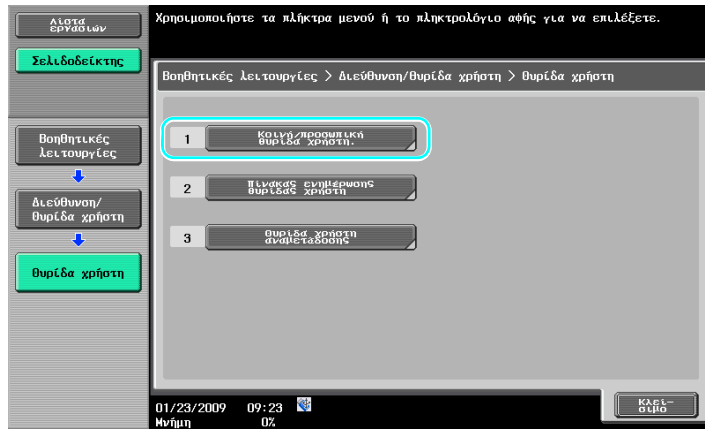 Λίστα
εργασιών
Χρησιμοποιήστε τα πλήκτρα μενού ή το πληκτρολόγιο αφής για να επιλέξετε.
Σελιδοδείκτης
Βοηθητικές λειτουργίες > Διεύθυνση/θυρίδα χρήστη > θυρίδα χρήστη
Βοηθητικές
λειτουργίες
Διεύθυνση/
θυρίδα χρήστη
θυρίδα χρήστη
1 Κοινή/προσωπική
θυρίδα χρήστη.
2 Πίνακας ενημέρωσης
θυρίδας χρήστη
3 θυρίδα χρήστη
αναμετάδοσης
01/23/2009 09:23
Μνήμη 0%
Κλεί-
σιμο